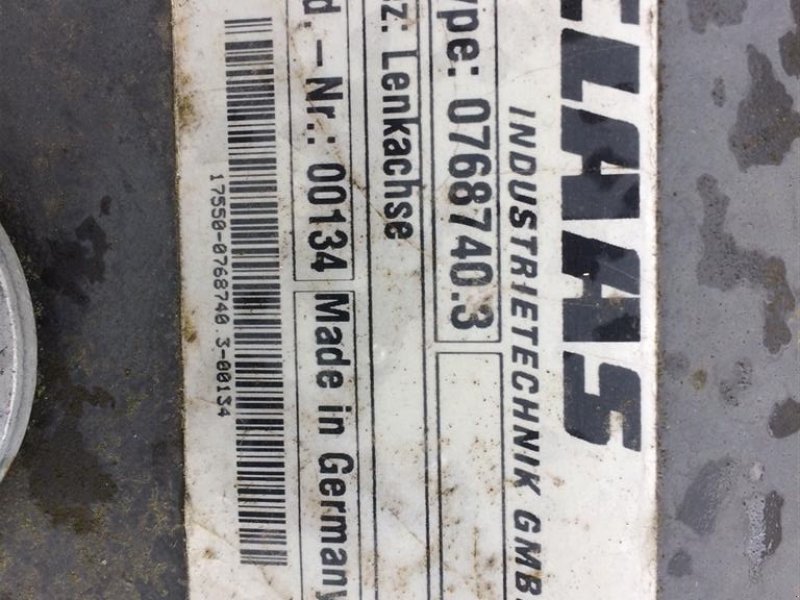 CLAAS
INDUSTRIETECHNIK GMB
ype: 0768740.3
z: Lenkachse
d.-Nr.: 00134 Made in Germany
17550-0768740 3-00134